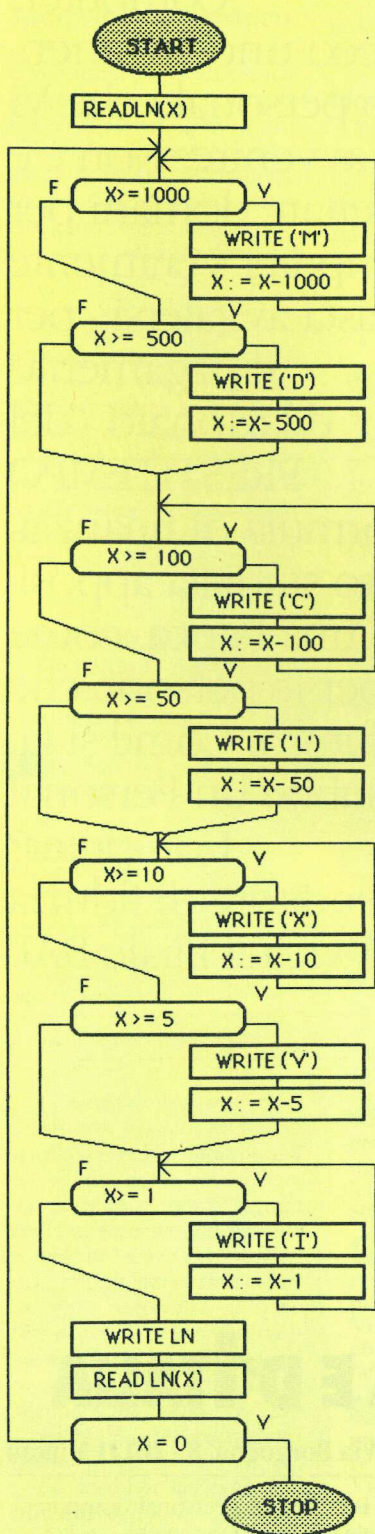 START
READLN(X)
F X>=1000 V
WRITE ('M')
X := X-1000
F V
X >= 500
WRITE ('D')
X :=X-500
F V
X >= 100
WRITE ('C')
X :=X-100
F V
X >= 50
WRITE ('L')
X :=X-50
F V
X>=10
WRITE ('X')
X := X-10
F V
X >= 5
WRITE ('V')
X := X-5
F V
X>= 1
WRITE ('I')
X := X-1
WRITE LN
READ LN(X)
X = 0 V
STOP